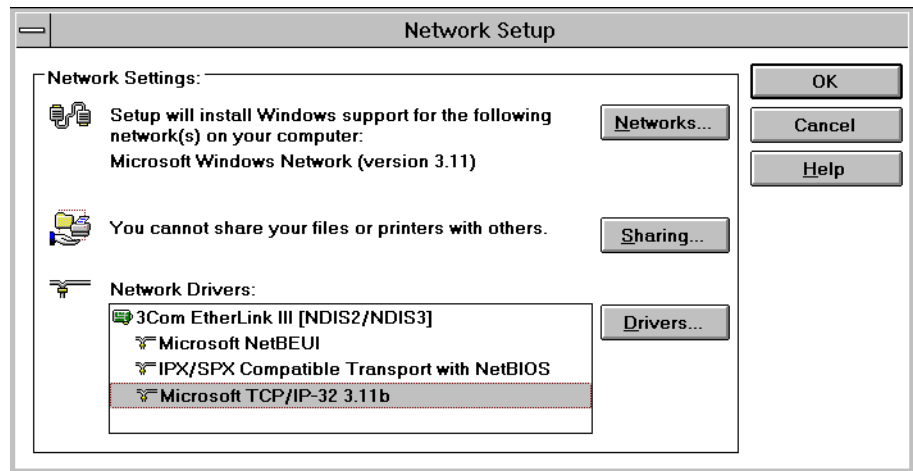 Network Setup
Network Settings:
Setup will install Windows support for the following
network(s) on your computer:
Microsoft Windows Network (version 3.11)
Networks...
You cannot share your files or printers with others.
Sharing...
Network Drivers:
3Com EtherLink III [NDIS2/NDIS3]
Microsoft NetBEUI
IPX/SPX Compatible Transport with NetBIOS
Microsoft TCP/IP-32 3.11b
Drivers...
OK
Cancel
Help